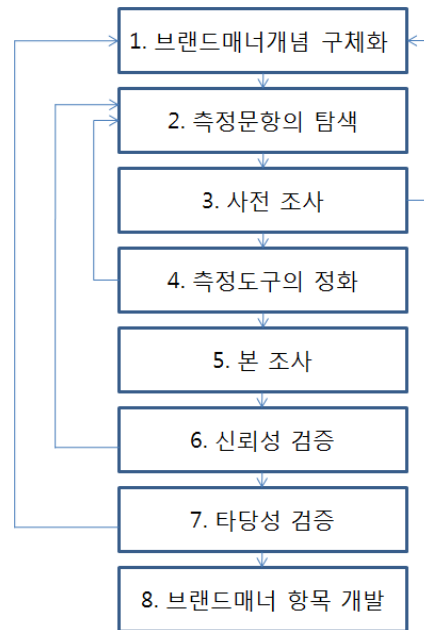 1. 브랜드매너개념 구체화
2. 측정문항의 탐색
3. 사전 조사
4. 측정도구의 정화
5. 본 조사
6. 신뢰성 검증
7. 타당성 검증
8. 브랜드매너 항목 개발